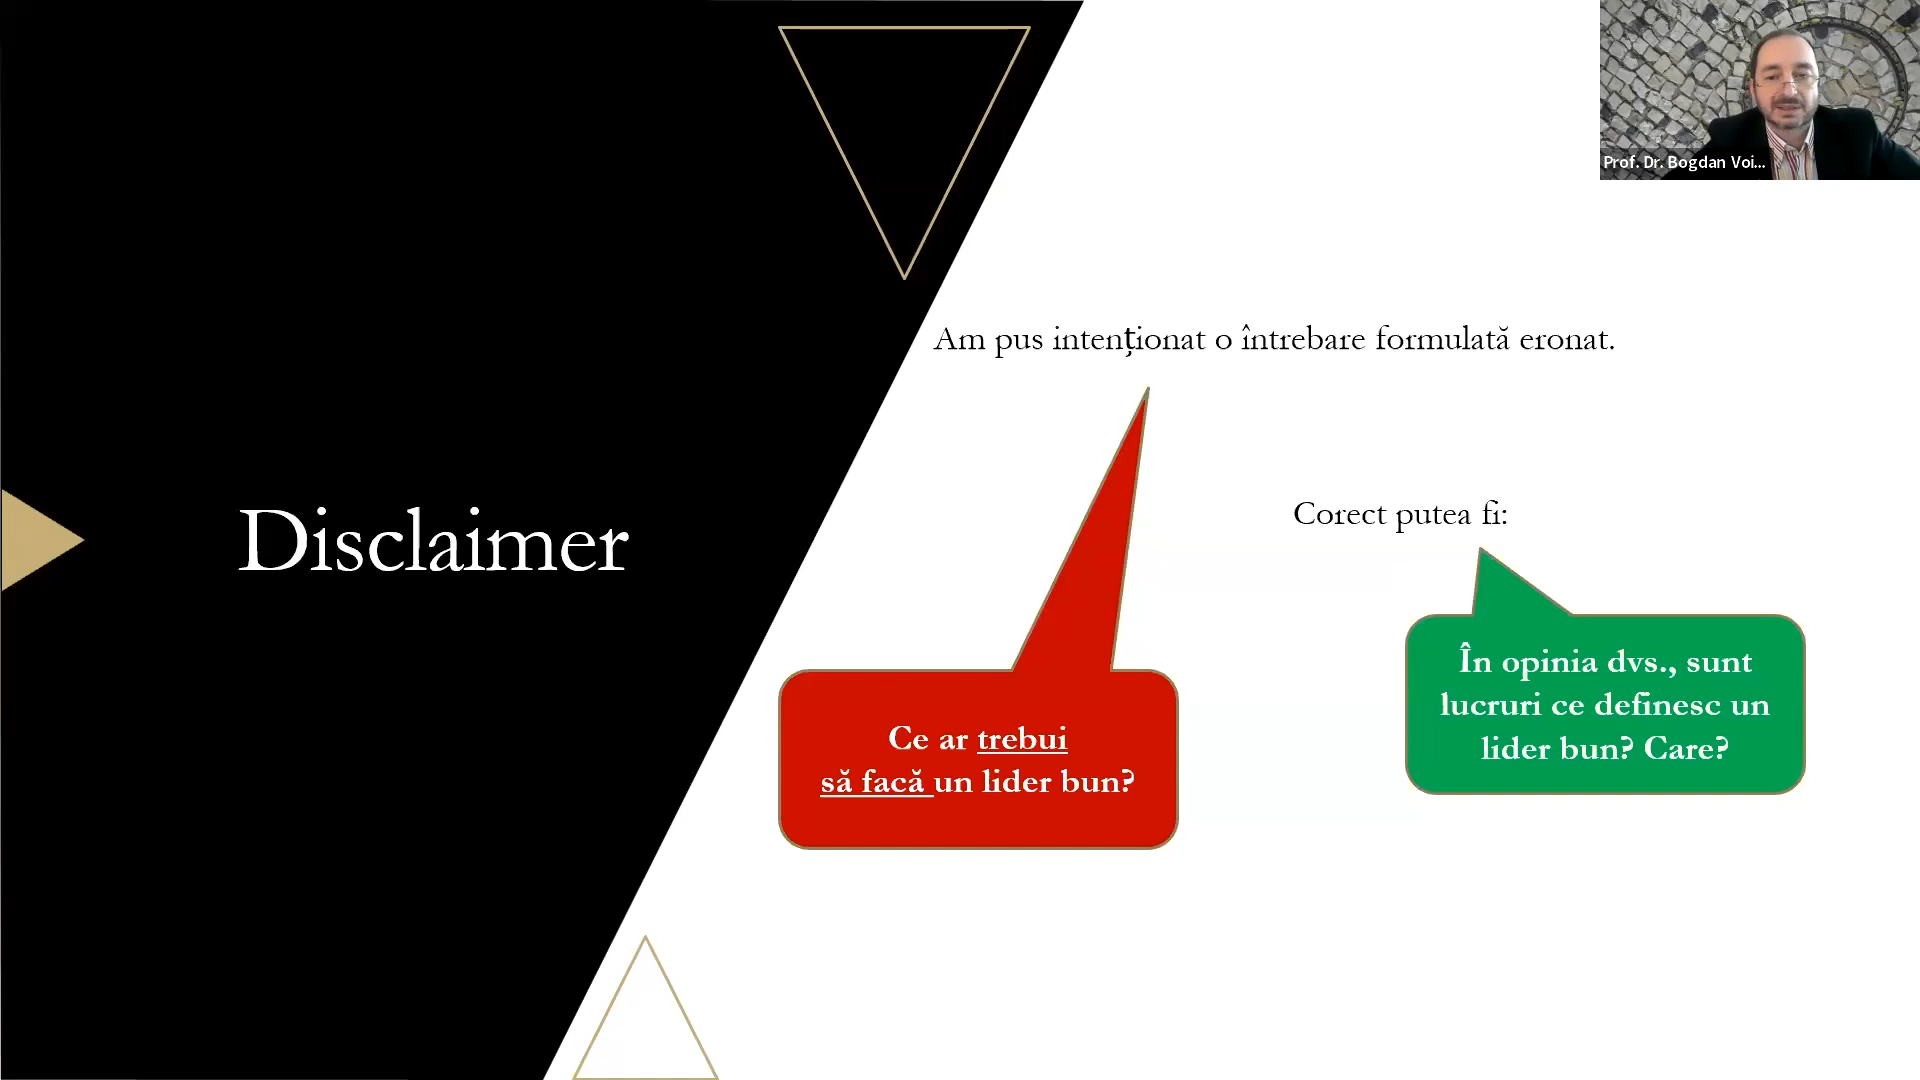 Prof. Dr. Bogdan Voi...
Am pus intenționat o întrebare formulată eronat.
Disclaimer
Corect putea fi:
În opinia dvs., sunt
lucruri ce definesc un
lider bun? Care?
Ce ar trebui
să facă un lider bun?